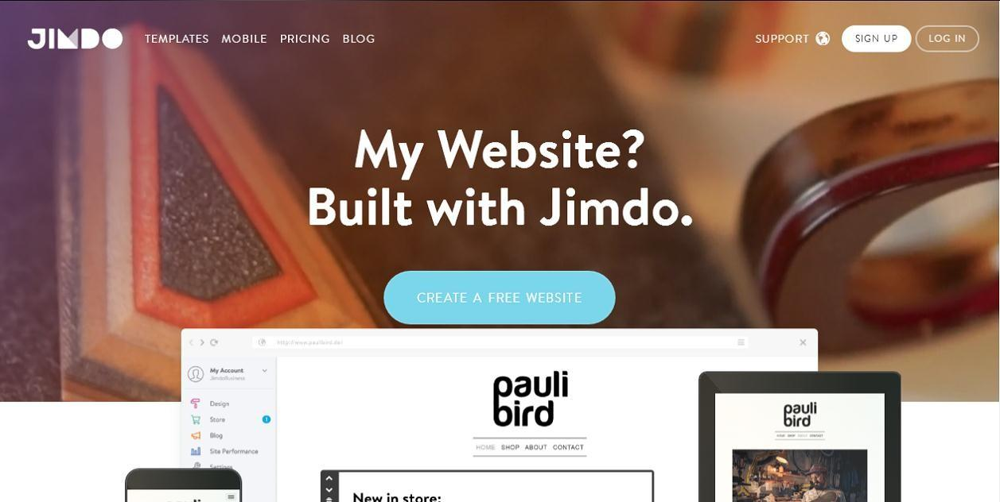 JIMDO TEMPLATES MOBILE PRICING BLOG SUPPORT SIGN UP LOG IN
My Website?
Built with Jimdo.
CREATE A FREE WEBSITE
http://www.paulibird.de/
My Account
JimdoBusiness
Design
Store 1
Blog
Site Performance
Settings
pauli
bird
HOME SHOP ABOUT CONTACT
New in store:
pauli
bird
HOME SHOP ABOUT CONTACT
pauli